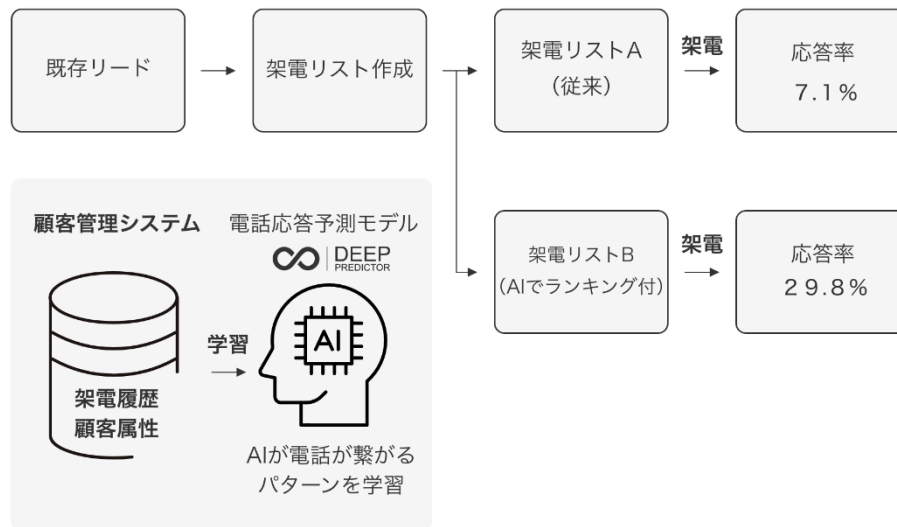 既存リード
架電リスト作成
架電リストA
（従来）
架電
応答率
7.1%
架電リストB
(AIでランキング付)
架電
応答率
29.8%
顧客管理システム
電話応答予測モデル
DEEP
PREDICTOR
学習
AI
架電履歴
顧客属性
AIが電話が繋がる
パターンを学習